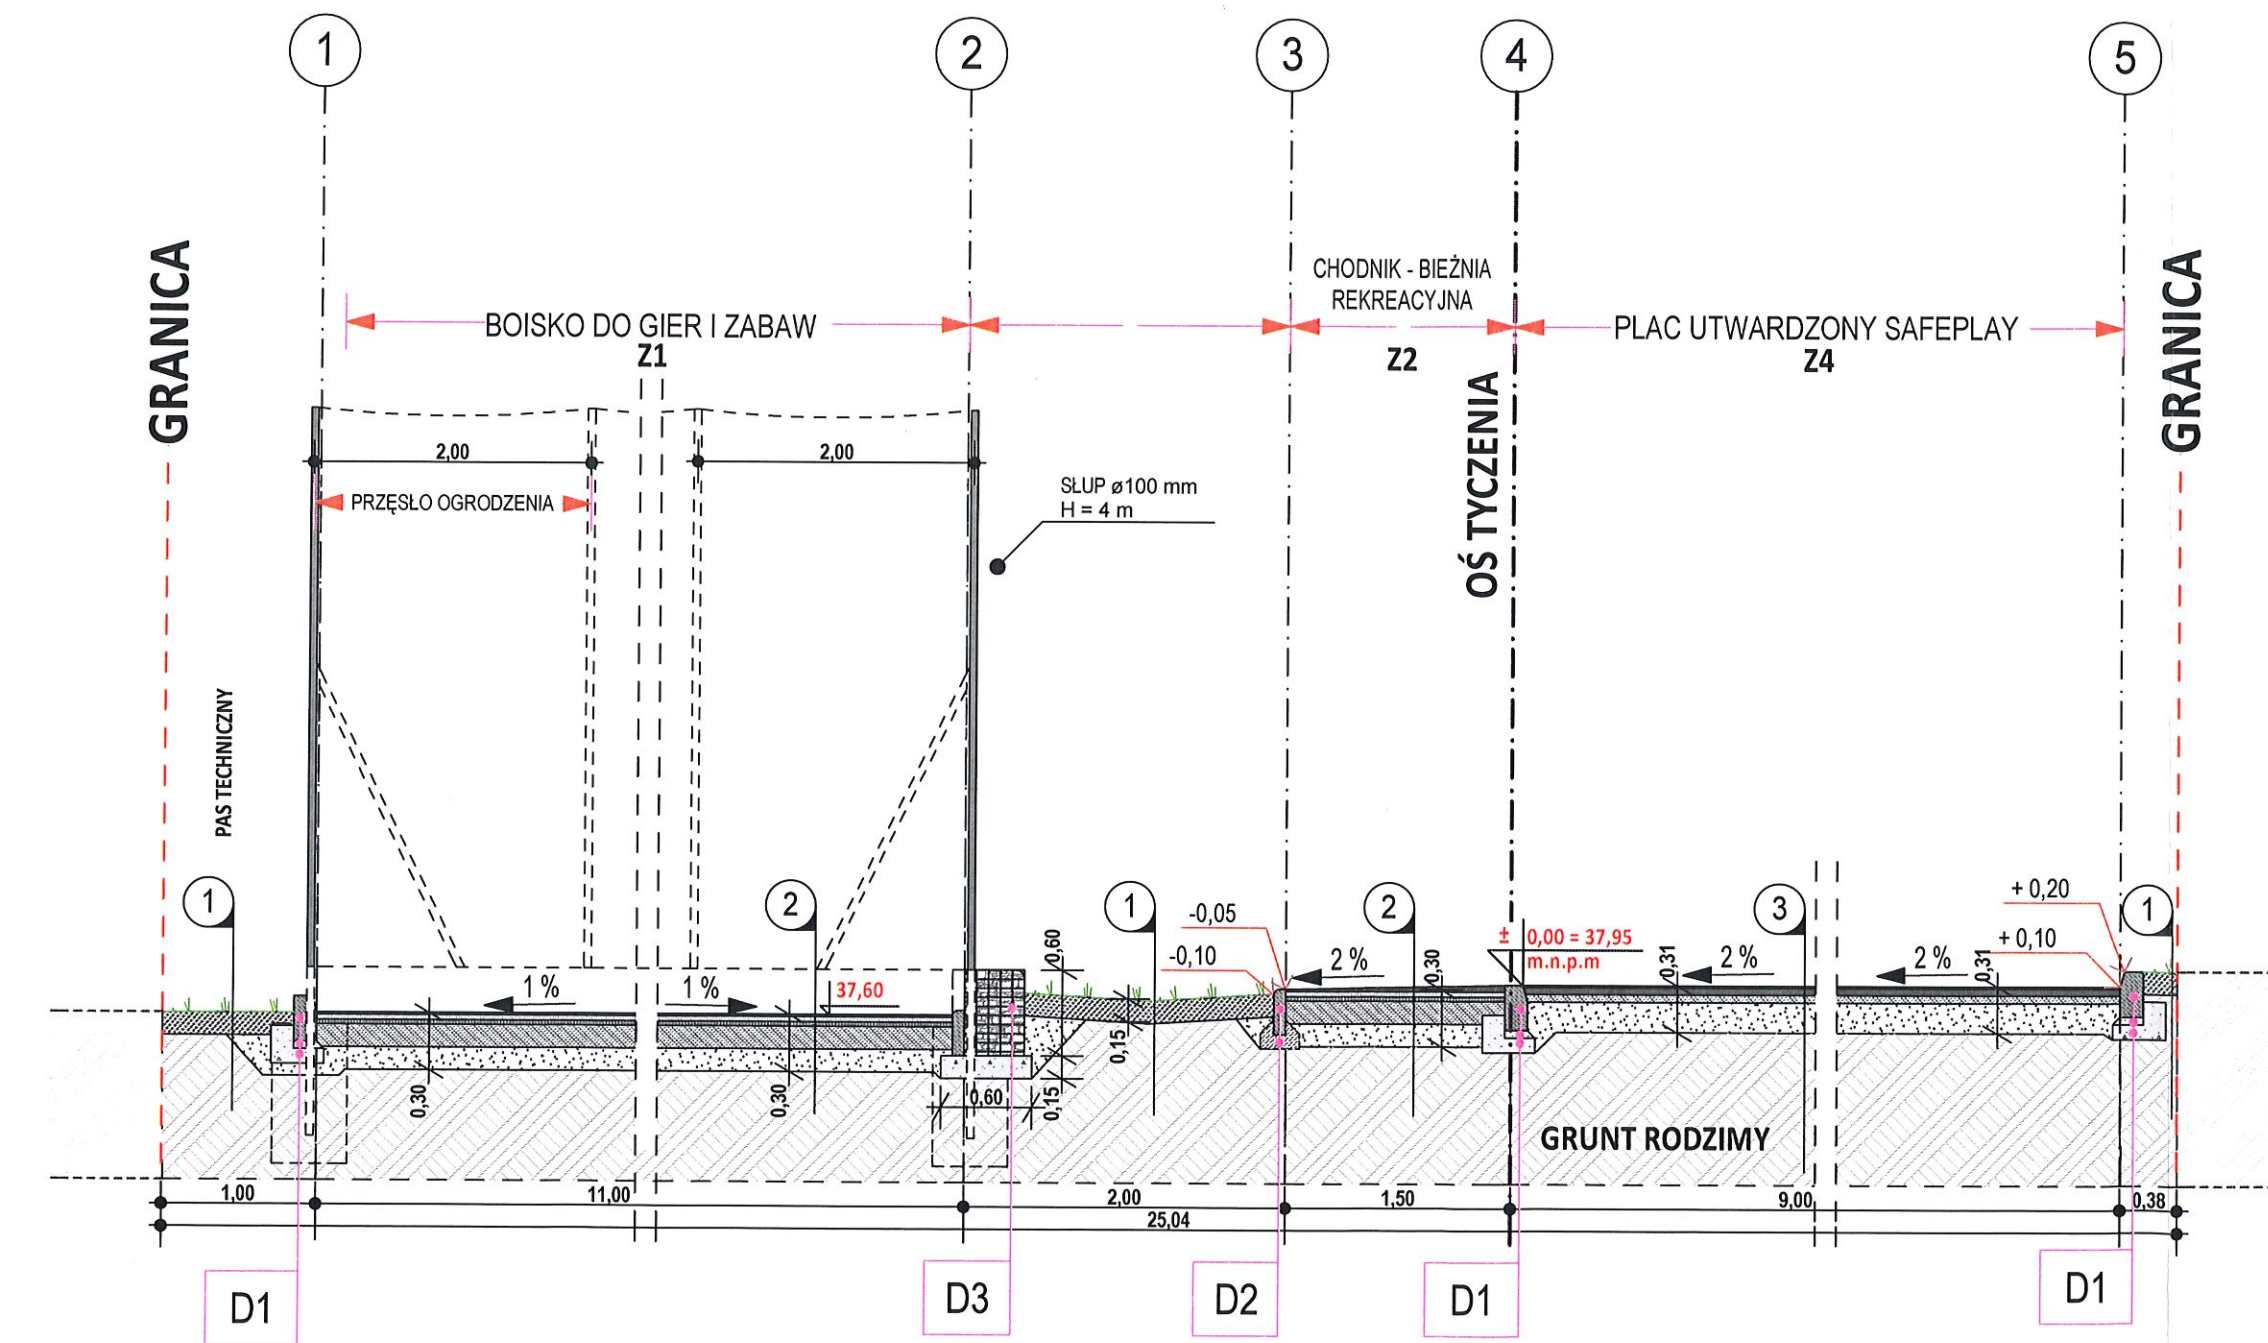 1
2
3
4
5
GRANICA
BOISKO DO GIER I ZABAW
Z1
CHODNIK - BIEŻNIA
REKREACYJNA
Z2
PLAC UTWARDZONY SAFEPLAY
Z4
GRANICA
OŚ TYCZENIA
2,00
2,00
PRZĘSŁO OGRODZENIA
SŁUP ø100 mm
H = 4 m
PAS TECHNICZNY
1
2
1
2
3
1
-0,05
-0,10
+ 0,20
+ 0,10
± 0,00 = 37,95
m.n.p.m
1 %
1 %
37,60
2 %
2 %
2 %
0,60
0,30
0,31
0,31
0,15
0,30
0,30
0,60
0,15
GRUNT RODZIMY
1,00
11,00
2,00
1,50
9,00
0,38
25,04
D1
D3
D2
D1
D1